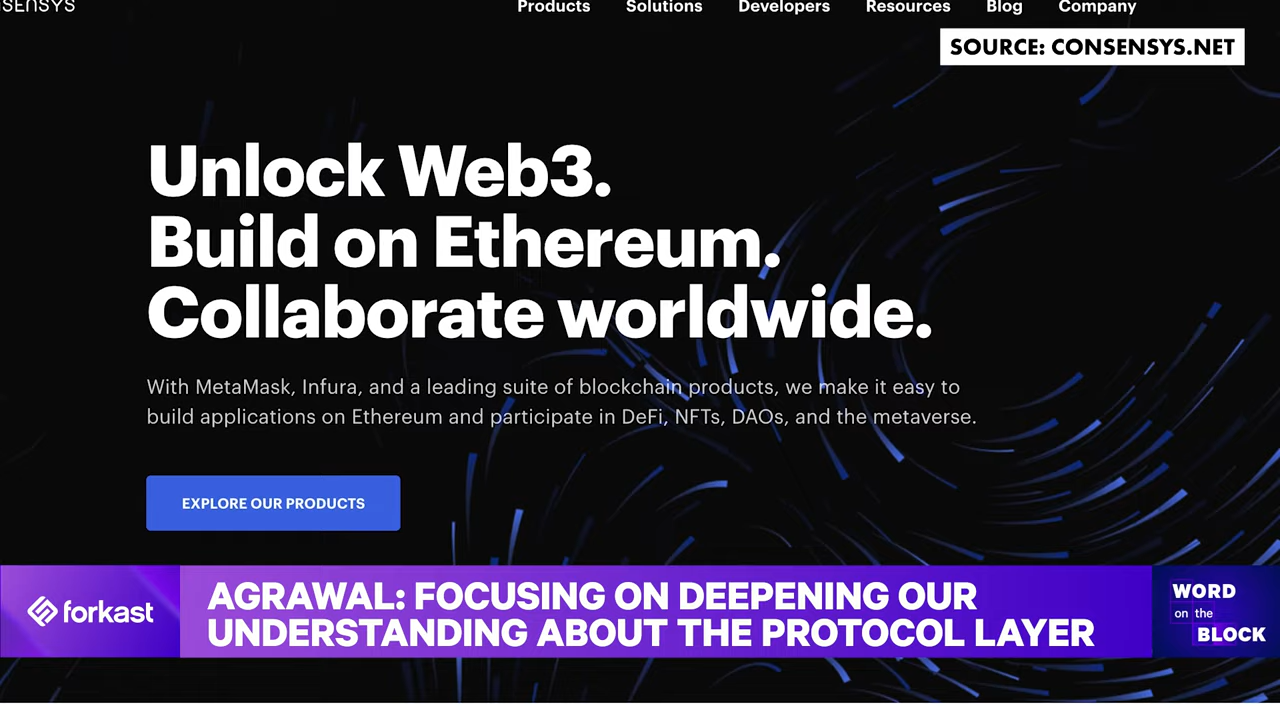 Products Solutions Developers Resources Blog Company
SOURCE: CONSENSYS.NET
Unlock Web3.
Build on Ethereum.
Collaborate worldwide.
With MetaMask, Infura, and a leading suite of blockchain products, we make it easy to
build applications on Ethereum and participate in DeFi, NFTs, DAOs, and the metaverse.
EXPLORE OUR PRODUCTS
forkast
AGRAWAL: FOCUSING ON DEEPENING OUR
UNDERSTANDING ABOUT THE PROTOCOL LAYER
WORD
on the
BLOCK